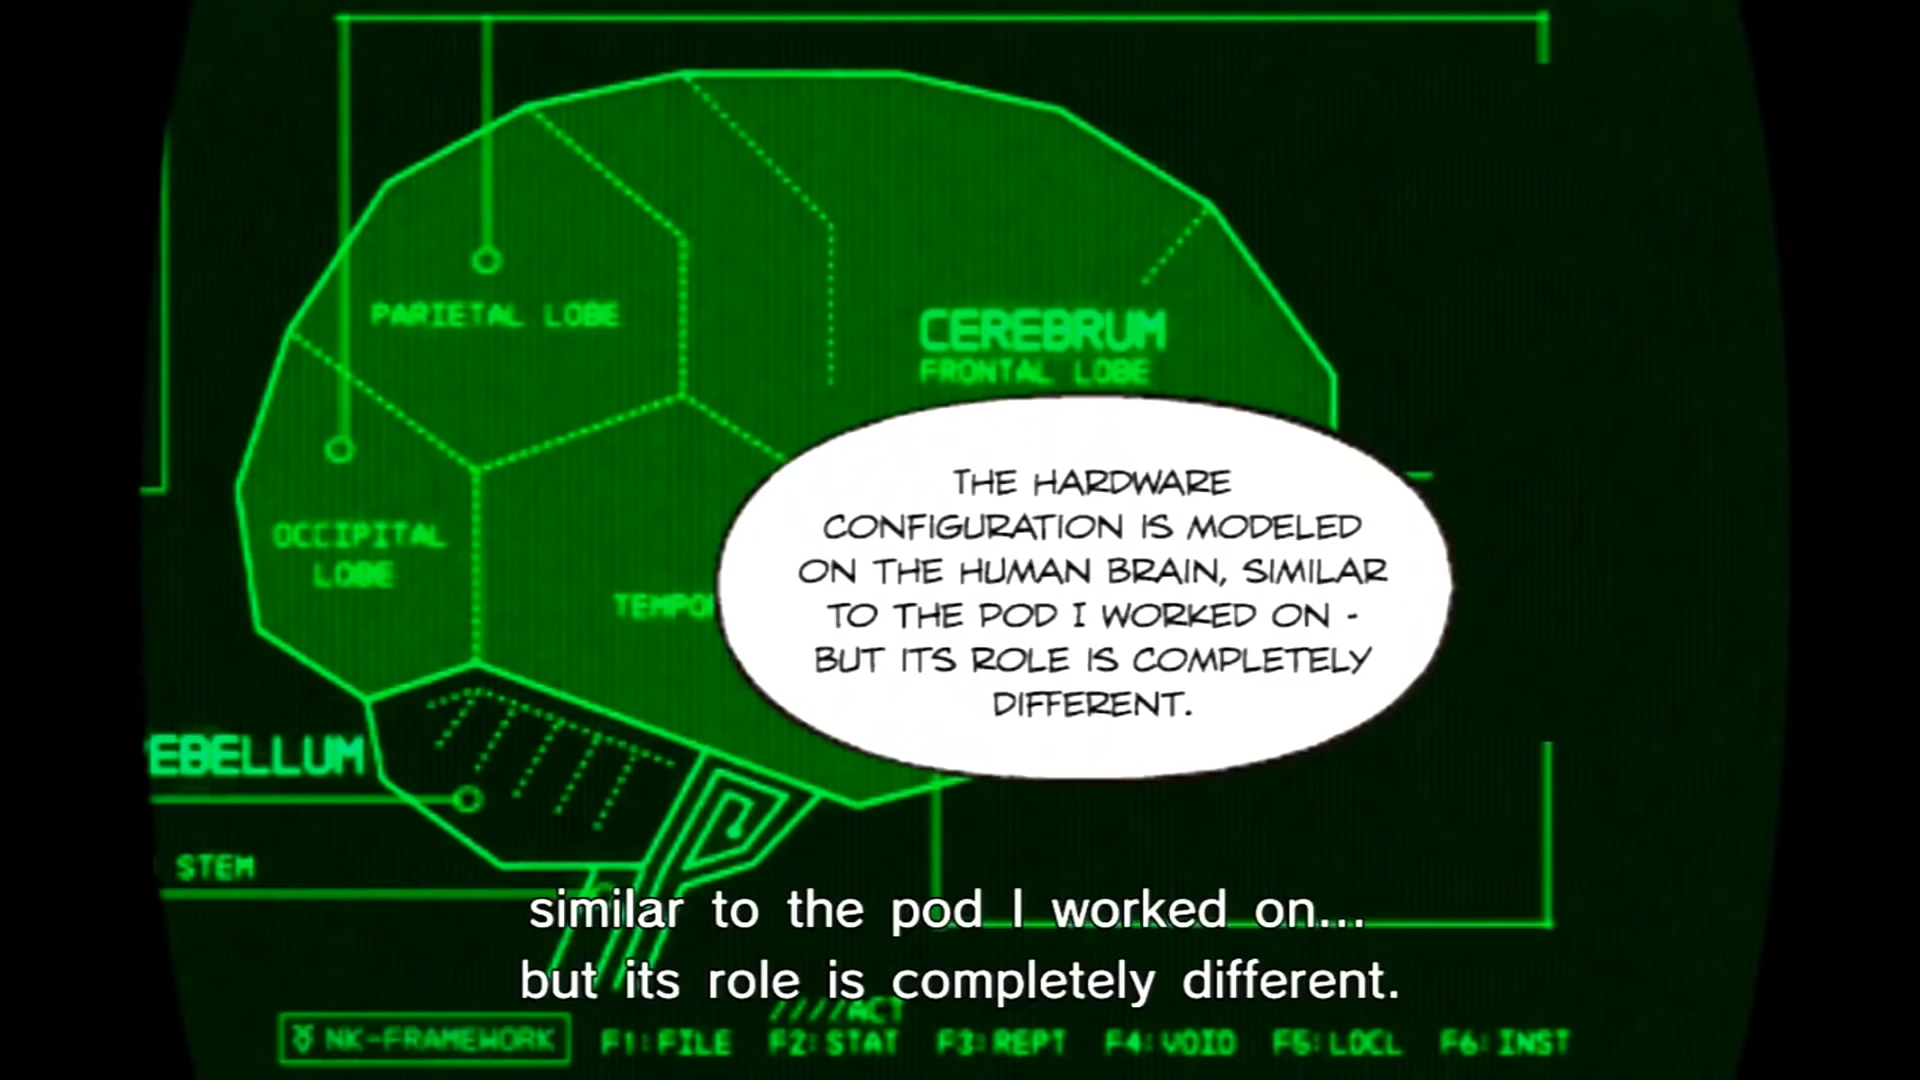 PARIETAL LOBE
CEREBRUM
FRONTAL LOBE
THE HARDWARE
CONFIGURATION IS MODELED
ON THE HUMAN BRAIN, SIMILAR
TO THE POD I WORKED ON -
BUT ITS ROLE IS COMPLETELY
DIFFERENT.
OCCIPITAL
LOBE
TEMPO
EBELLUM
STEM
similar to the pod I worked on...
but its role is completely different.
////ACT
NK-FRAMEWORK F1:FILE F2:STAT F3:REPT F4:VOID F5:LOCL F6:INST